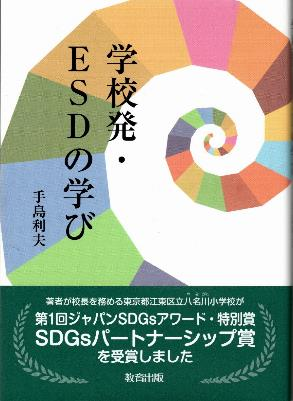 学校発・
ESDの学び
手島利夫
著者が校長を務める東京都江東区立八名川小学校が
第1回ジャパンSDGsアワード・特別賞
SDGsパートナーシップ賞
を受賞しました
教育出版